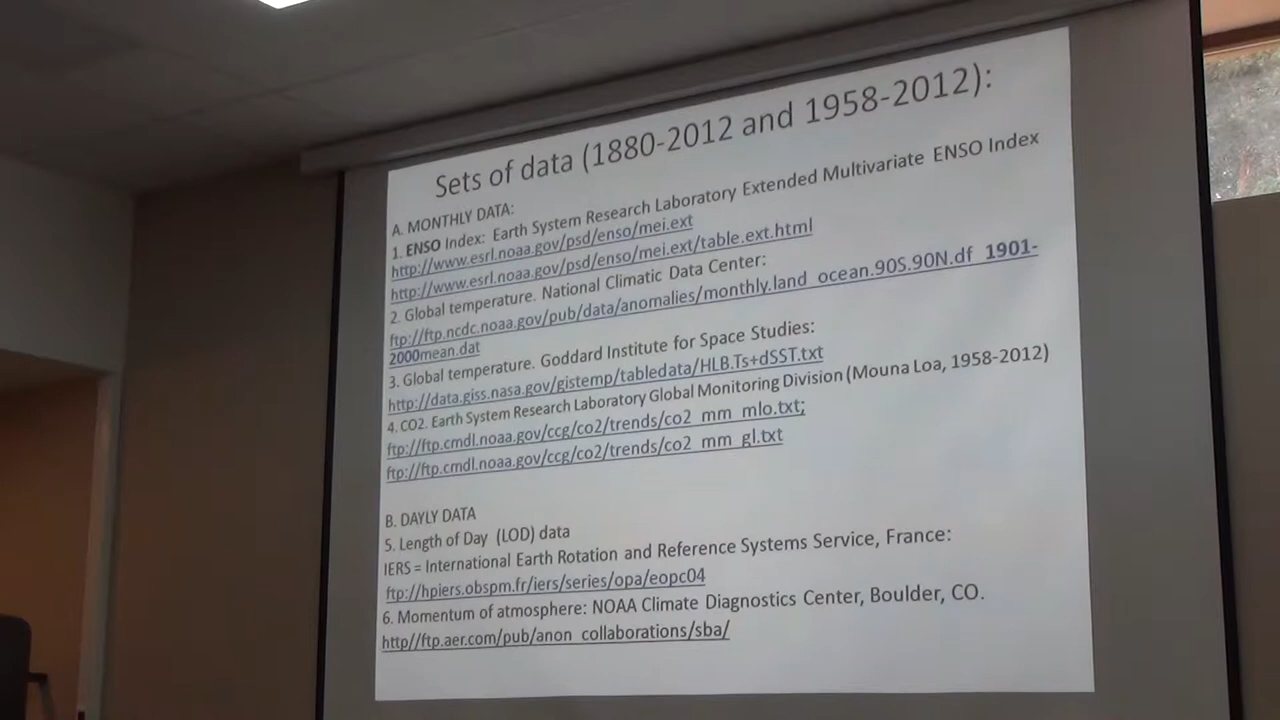 Sets of data (1880-2012 and 1958-2012):
A. MONTHLY DATA:
1. ENSO Index: Earth System Research Laboratory Extended Multivariate ENSO Index
http://www.esrl.noaa.gov/psd/enso/mei.ext
http://www.esrl.noaa.gov/psd/enso/mei.ext/table.ext.html
2. Global temperature. National Climatic Data Center:
ftp://ftp.ncdc.noaa.gov/pub/data/anomalies/monthly.land_ocean.90S.90N.df_1901-
2000mean.dat
3. Global temperature. Goddard Institute for Space Studies:
http://data.giss.nasa.gov/gistemp/tabledata/HLB.Ts+dSST.txt
4. CO2. Earth System Research Laboratory Global Monitoring Division (Mouna Loa, 1958-2012)
ftp://ftp.cmdl.noaa.gov/ccg/co2/trends/co2_mm_mlo.txt;
ftp://ftp.cmdl.noaa.gov/ccg/co2/trends/co2_mm_gl.txt
B. DAYLY DATA
5. Length of Day (LOD) data
IERS = International Earth Rotation and Reference Systems Service, France:
ftp://hpiers.obspm.fr/iers/series/opa/eopc04
6. Momentum of atmosphere: NOAA Climate Diagnostics Center, Boulder, CO.
http//ftp.aer.com/pub/anon_collaborations/sba/